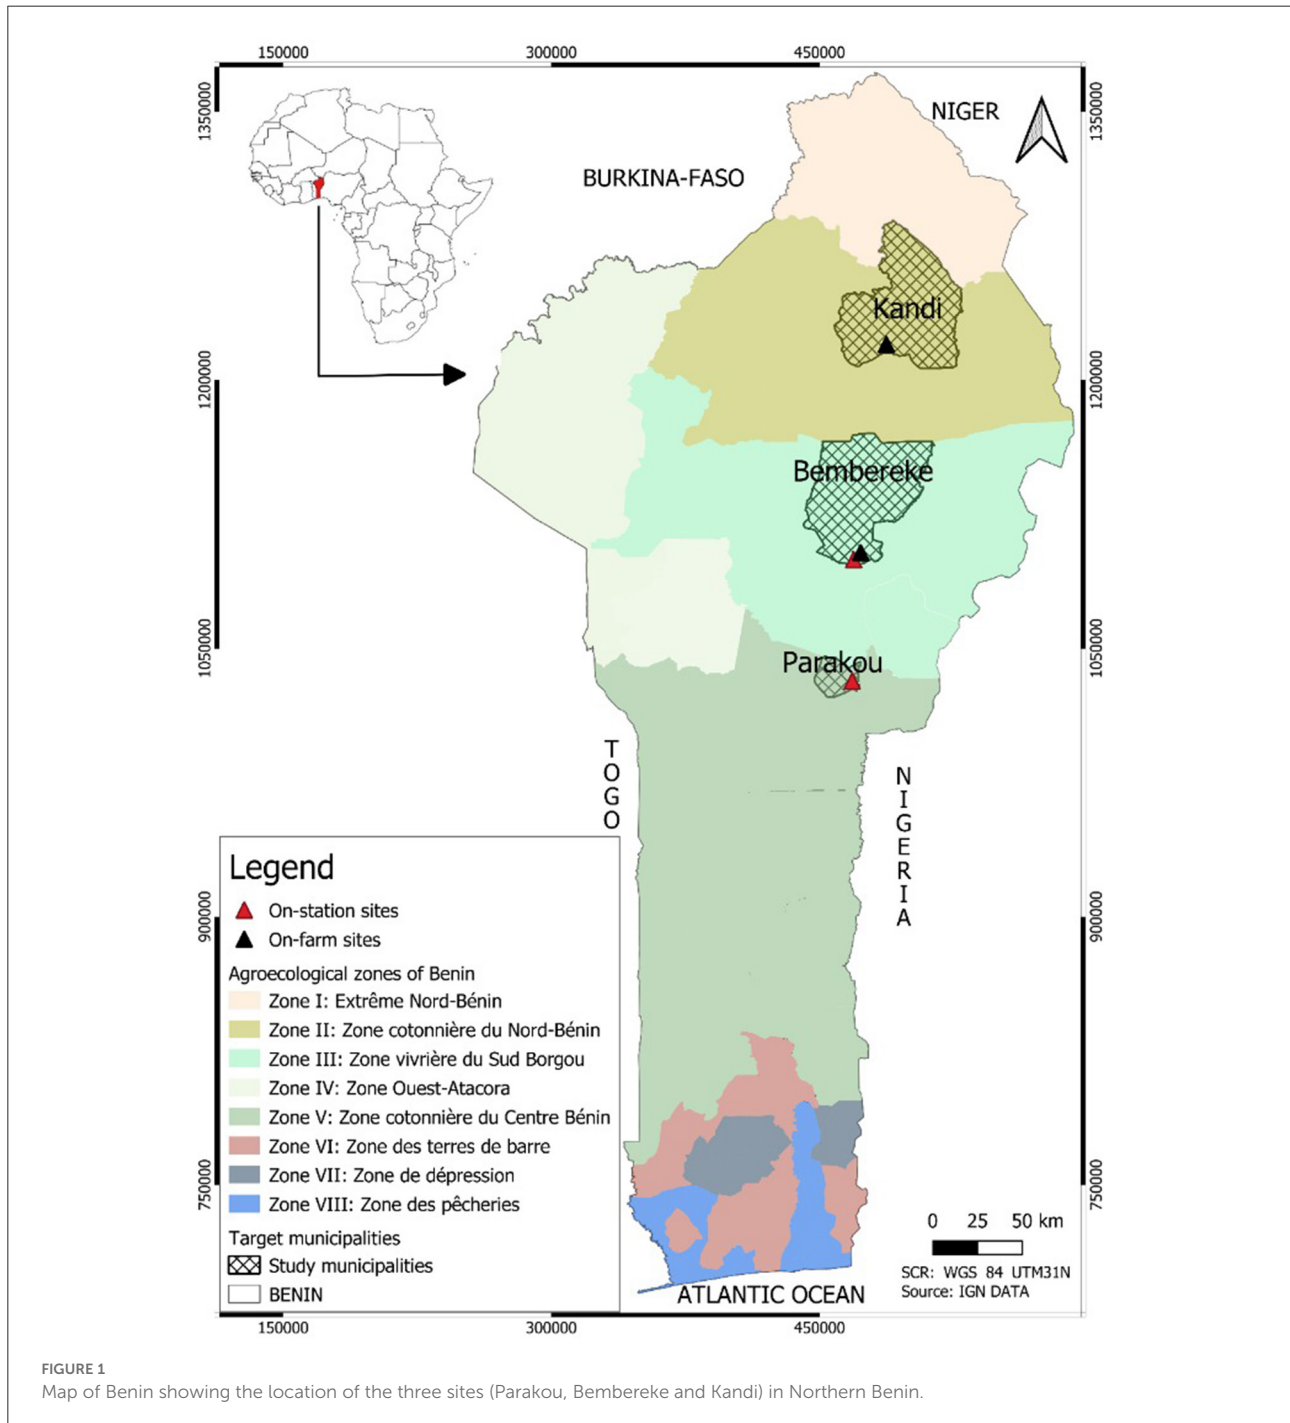 150000 300000 450000
1350000 1350000
NIGER
BURKINA-FASO
Kandi
1200000 1200000
Bembereke
1050000 1050000
Parakou
TOGO
NIGERIA
900000 900000
Legend
On-station sites
On-farm sites
Agroecological zones of Benin
Zone I: Extrême Nord-Bénin
Zone II: Zone cotonnière du Nord-Bénin
Zone III: Zone vivrière du Sud Borgou
Zone IV: Zone Ouest-Atacora
Zone V: Zone cotonnière du Centre Bénin
Zone VI: Zone des terres de barre
Zone VII: Zone de dépression
Zone VIII: Zone des pêcheries
Target municipalities
Study municipalities
BENIN
750000 750000
0 25 50 km
SCR: WGS 84 UTM31N
Source: IGN DATA
ATLANTIC OCEAN
150000 300000 450000
FIGURE 1
Map of Benin showing the location of the three sites (Parakou, Bembereke and Kandi) in Northern Benin.